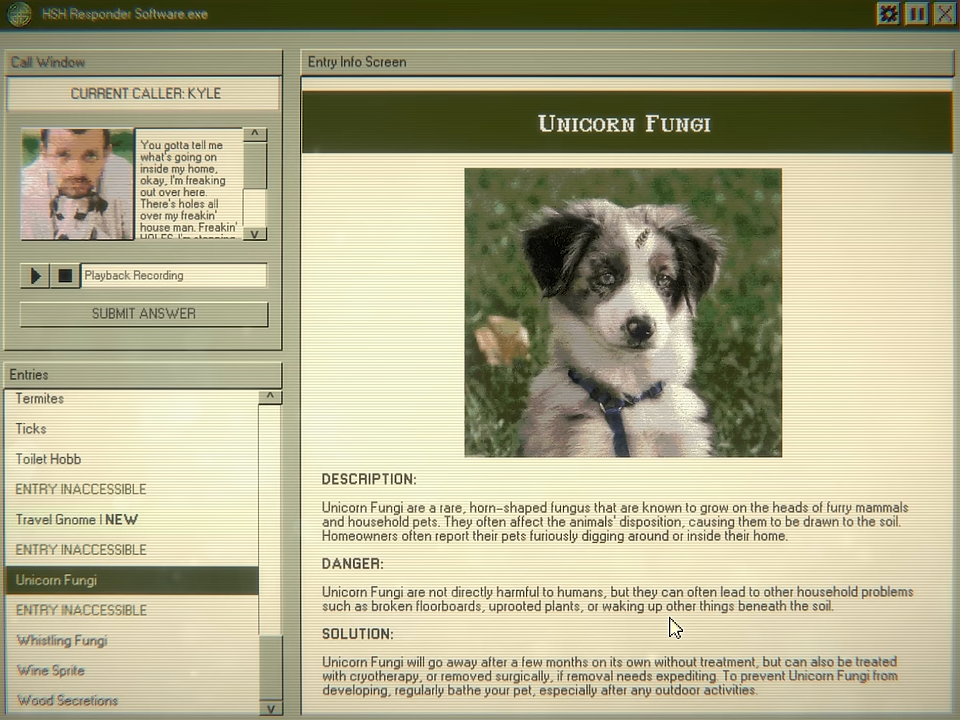 HSH Responder Software.exe
Call Window
CURRENT CALLER: KYLE
You gotta tell me
what's going on
inside my home,
okay, I'm freaking
out over here.
There's holes all
over my freakin'
house man. Freakin'
HOLES. I'm stepping
Playback Recording
SUBMIT ANSWER
Entries
Termites
Ticks
Toilet Hobb
ENTRY INACCESSIBLE
Travel Gnome | NEW
ENTRY INACCESSIBLE
Unicorn Fungi
ENTRY INACCESSIBLE
Whistling Fungi
Wine Sprite
Wood Secretions
Entry Info Screen
Unicorn Fungi
DESCRIPTION:
Unicorn Fungi are a rare, horn-shaped fungus that are known to grow on the heads of furry mammals
and household pets. They often affect the animals' disposition, causing them to be drawn to the soil.
Homeowners often report their pets furiously digging around or inside their home.
DANGER:
Unicorn Fungi are not directly harmful to humans, but they can often lead to other household problems
such as broken floorboards, uprooted plants, or waking up other things beneath the soil.
SOLUTION:
Unicorn Fungi will go away after a few months on its own without treatment, but can also be treated
with cryotherapy, or removed surgically, if removal needs expediting. To prevent Unicorn Fungi from
developing, regularly bathe your pet, especially after any outdoor activities.